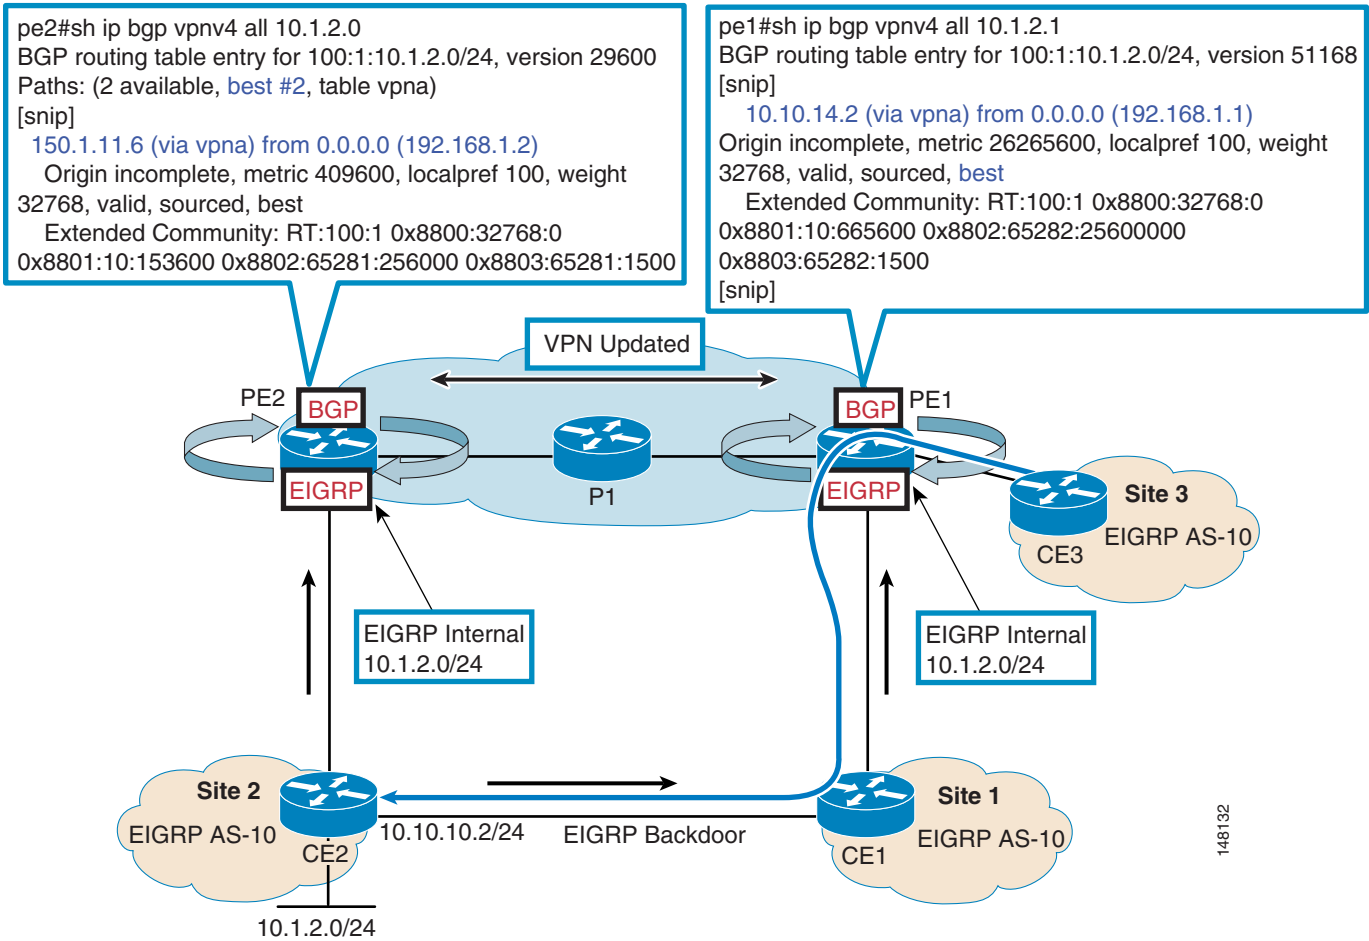 pe2#sh ip bgp vpnv4 all 10.1.2.0
BGP routing table entry for 100:1:10.1.2.0/24, version 29600
Paths: (2 available, best #2, table vpna)
[snip]
150.1.11.6 (via vpna) from 0.0.0.0 (192.168.1.2)
Origin incomplete, metric 409600, localpref 100, weight
32768, valid, sourced, best
Extended Community: RT:100:1 0x8800:32768:0
0x8801:10:153600 0x8802:65281:256000 0x8803:65281:1500
pe1#sh ip bgp vpnv4 all 10.1.2.1
BGP routing table entry for 100:1:10.1.2.0/24, version 51168
[snip]
10.10.14.2 (via vpna) from 0.0.0.0 (192.168.1.1)
Origin incomplete, metric 26265600, localpref 100, weight
32768, valid, sourced, best
Extended Community: RT:100:1 0x8800:32768:0
0x8801:10:665600 0x8802:65282:25600000
0x8803:65282:1500
[snip]
VPN Updated
PE2
BGP
BGP
PE1
EIGRP
P1
EIGRP
Site 3
EIGRP AS-10
CE3
EIGRP Internal
10.1.2.0/24
EIGRP Internal
10.1.2.0/24
Site 2
EIGRP AS-10
CE2
10.10.10.2/24
EIGRP Backdoor
Site 1
EIGRP AS-10
CE1
10.1.2.0/24
148132